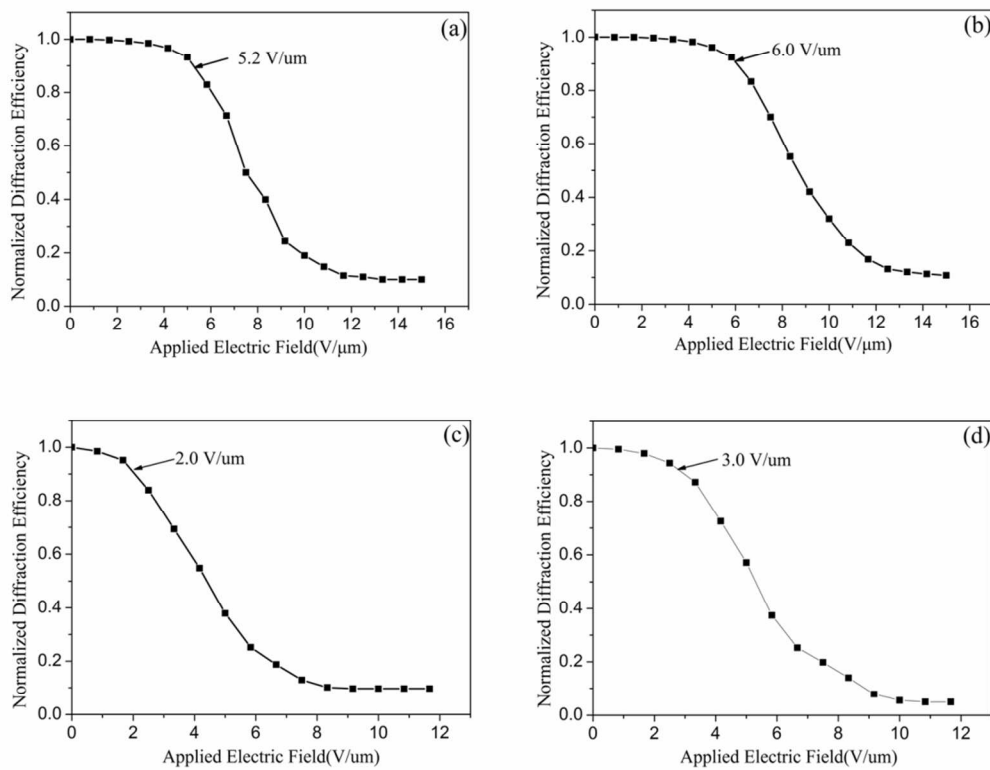 (a)
1.0
0.8
0.6
0.4
0.2
0.0
0 2 4 6 8 10 12 14 16
Normalized Diffraction Efficiency
Applied Electric Field(V/μm)
5.2 V/um
(b)
1.0
0.8
0.6
0.4
0.2
0.0
0 2 4 6 8 10 12 14 16
Normalized Diffraction Efficiency
Applied Electric Field(V/μm)
6.0 V/um
(c)
1.0
0.8
0.6
0.4
0.2
0.0
0 2 4 6 8 10 12
Normalized Diffraction Efficiency
Applied Electric Field(V/um)
2.0 V/um
(d)
1.0
0.8
0.6
0.4
0.2
0.0
0 2 4 6 8 10 12
Normalized Diffraction Efficiency
Applied Electric Field(V/um)
3.0 V/um